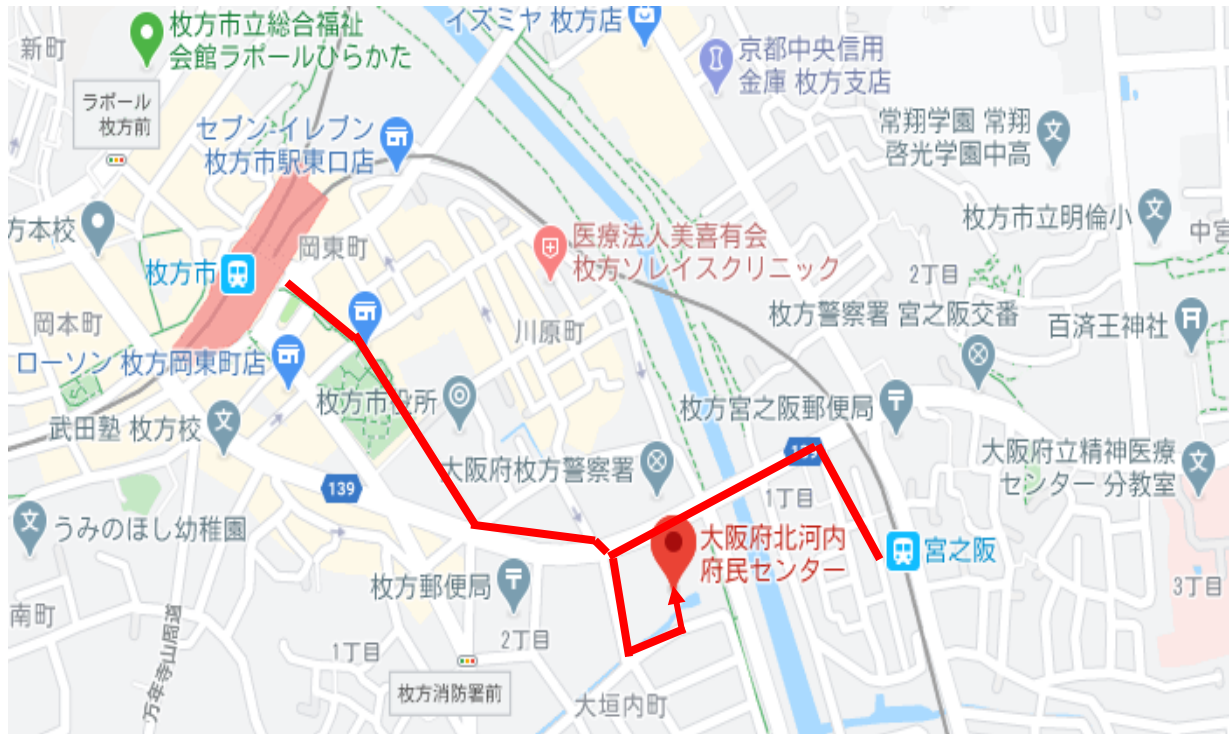 新町
枚方市立総合福祉
会館ラポールひらかた
イズミヤ 枚方店
京都中央信用
金庫 枚方支店
ラポール
枚方前
セブン-イレブン
枚方市駅東口店
常翔学園 常翔
啓光学園中高
方本校
岡東町
枚方市立明倫小
中宮
枚方市
医療法人美喜有会
枚方ソレイスクリニック
2丁目
岡本町
川原町
枚方警察署 宮之阪交番
百済王神社
ローソン 枚方岡東町店
枚方市役所
枚方宮之阪郵便局
武田塾 枚方校
139
大阪府枚方警察署
139
1丁目
大阪府立精神医療
センター 分教室
うみのほし幼稚園
大阪府北河内
府民センター
宮之阪
枚方郵便局
3丁目
南町
1丁目
2丁目
万年寺山周道
枚方消防署前
大垣内町